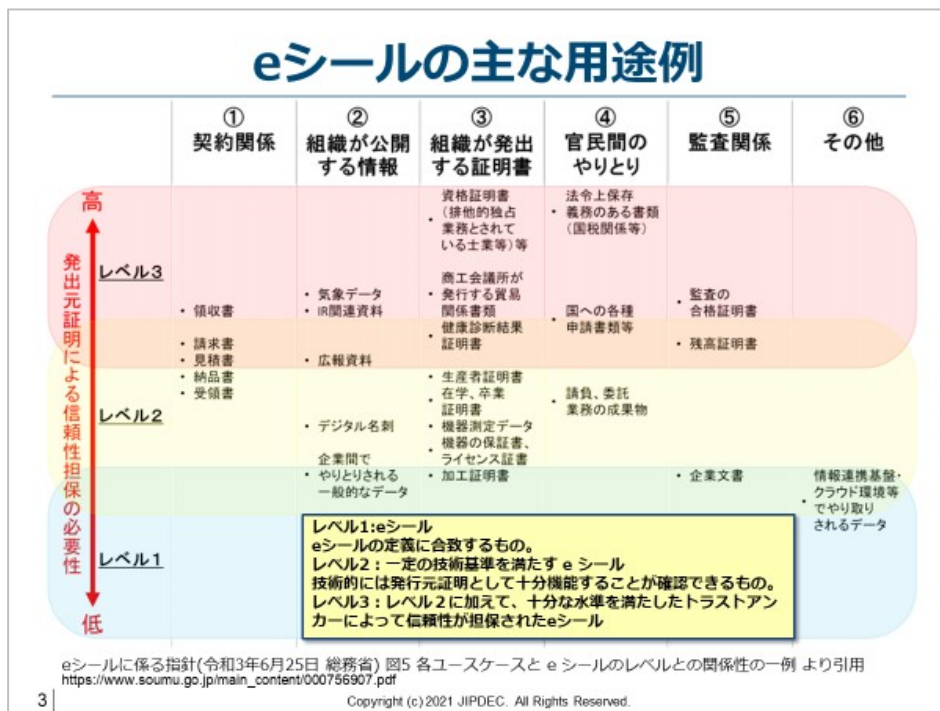 eシールの主な用途例
①
契約関係
②
組織が公開
する情報
③
組織が発出
する証明書
④
官民間の
やりとり
⑤
監査関係
⑥
その他
高
発出元証明による信頼性担保の必要性
低
レベル3
レベル2
レベル1
・ 領収書
・ 請求書
・ 見積書
・ 納品書
・ 受領書
・ 気象データ
・ IR関連資料
・ 広報資料
・ デジタル名刺
企業間で
・ やりとりされる
一般的なデータ
資格証明書
・ (排他的独占
業務とされて
いる士業等)等
商工会議所が
・ 発行する貿易
関係書類
・ 健康診断結果
証明書
・ 生産者証明書
・ 在学、卒業
証明書
・ 機器測定データ
・ 機器の保証書、
ライセンス証書
・ 加工証明書
法令上保存
・ 義務のある書類
(国税関係等)
・ 国への各種
申請書類等
・ 請負、委託
業務の成果物
・ 監査の
合格証明書
・ 残高証明書
・ 企業文書
情報連携基盤・
・ クラウド環境等
でやり取り
されるデータ
レベル1:eシール
eシールの定義に合致するもの。
レベル2：一定の技術基準を満たす e シール
技術的には発行元証明として十分機能することが確認できるもの。
レベル3：レベル2に加えて、十分な水準を満たしたトラストアン
カーによって信頼性が担保されたeシール
eシールに係る指針(令和3年6月25日 総務省) 図5 各ユースケースと e シールのレベルとの関係性の一例 より引用
https://www.soumu.go.jp/main_content/000756907.pdf
3
Copyright (c) 2021 JIPDEC. All Rights Reserved.